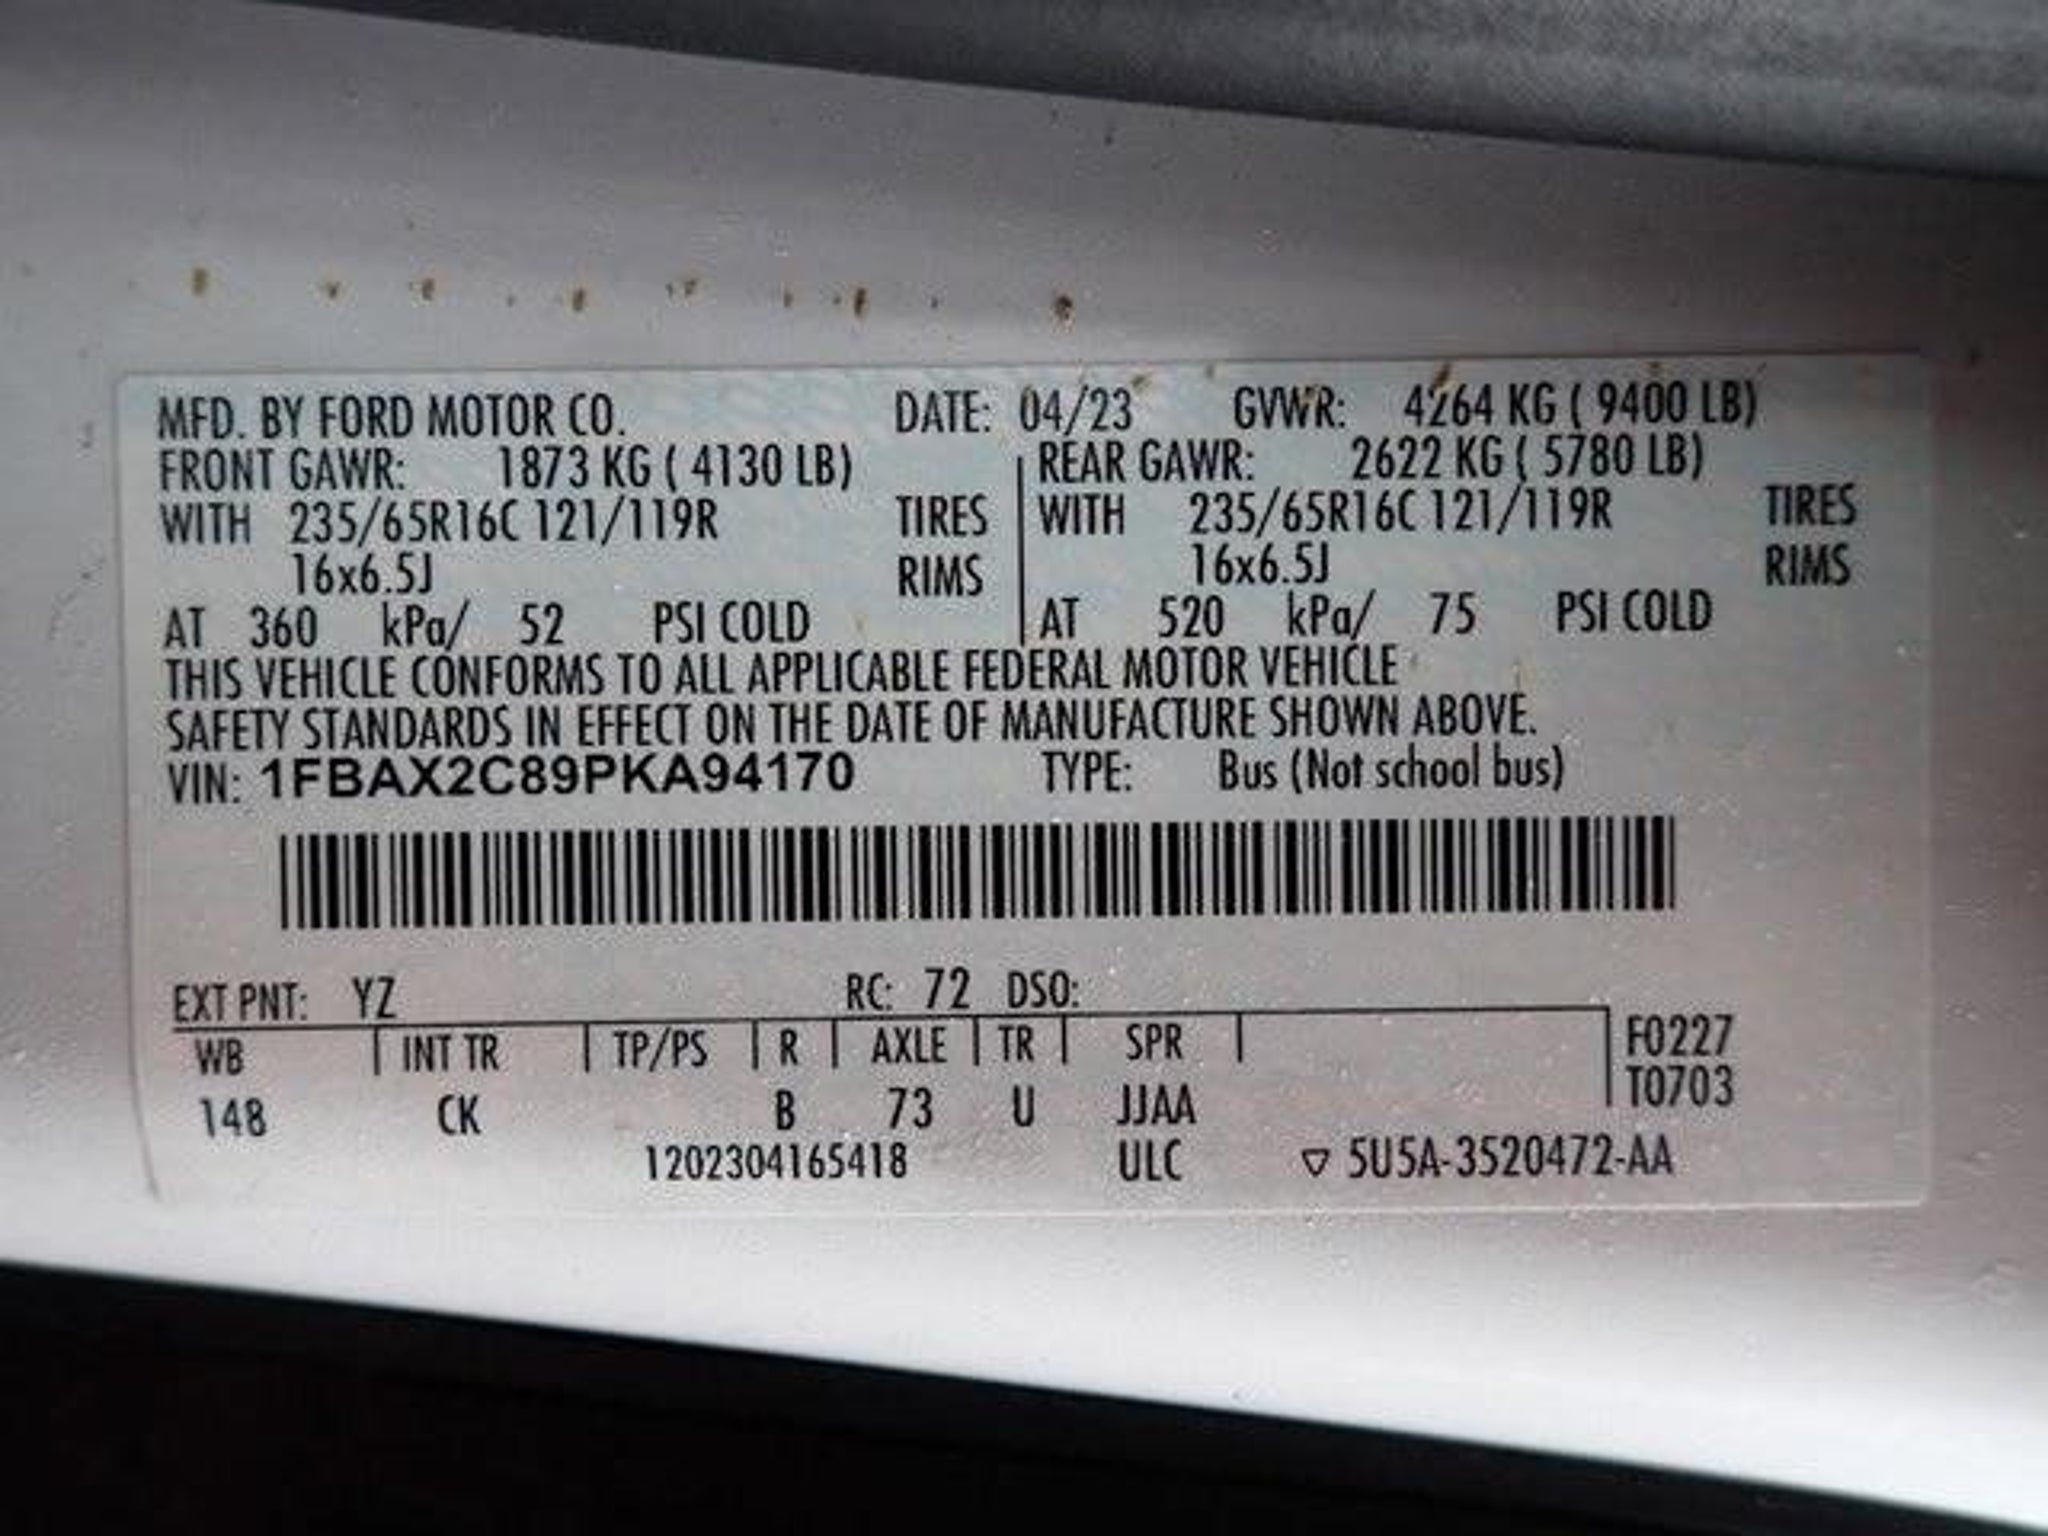 MFD. BY FORD MOTOR CO. DATE: 04/23 GVWR: 4264 KG ( 9400 LB)
FRONT GAWR: 1873 KG ( 4130 LB) REAR GAWR: 2622 KG ( 5780 LB)
WITH 235/65R16C 121/119R TIRES WITH 235/65R16C 121/119R TIRES
16x6.5J RIMS 16x6.5J RIMS
AT 360 kPa/ 52 PSI COLD AT 520 kPa/ 75 PSI COLD
THIS VEHICLE CONFORMS TO ALL APPLICABLE FEDERAL MOTOR VEHICLE
SAFETY STANDARDS IN EFFECT ON THE DATE OF MANUFACTURE SHOWN ABOVE.
VIN: 1FBAX2C89PKA94170 TYPE: Bus (Not school bus)
EXT PNT: YZ RC: 72 DSO:
WB INT TR TP/PS R AXLE TR SPR F0227
148 CK B 73 U JJAA T0703
1202304165418 ULC ▽ 5U5A-3520472-AA